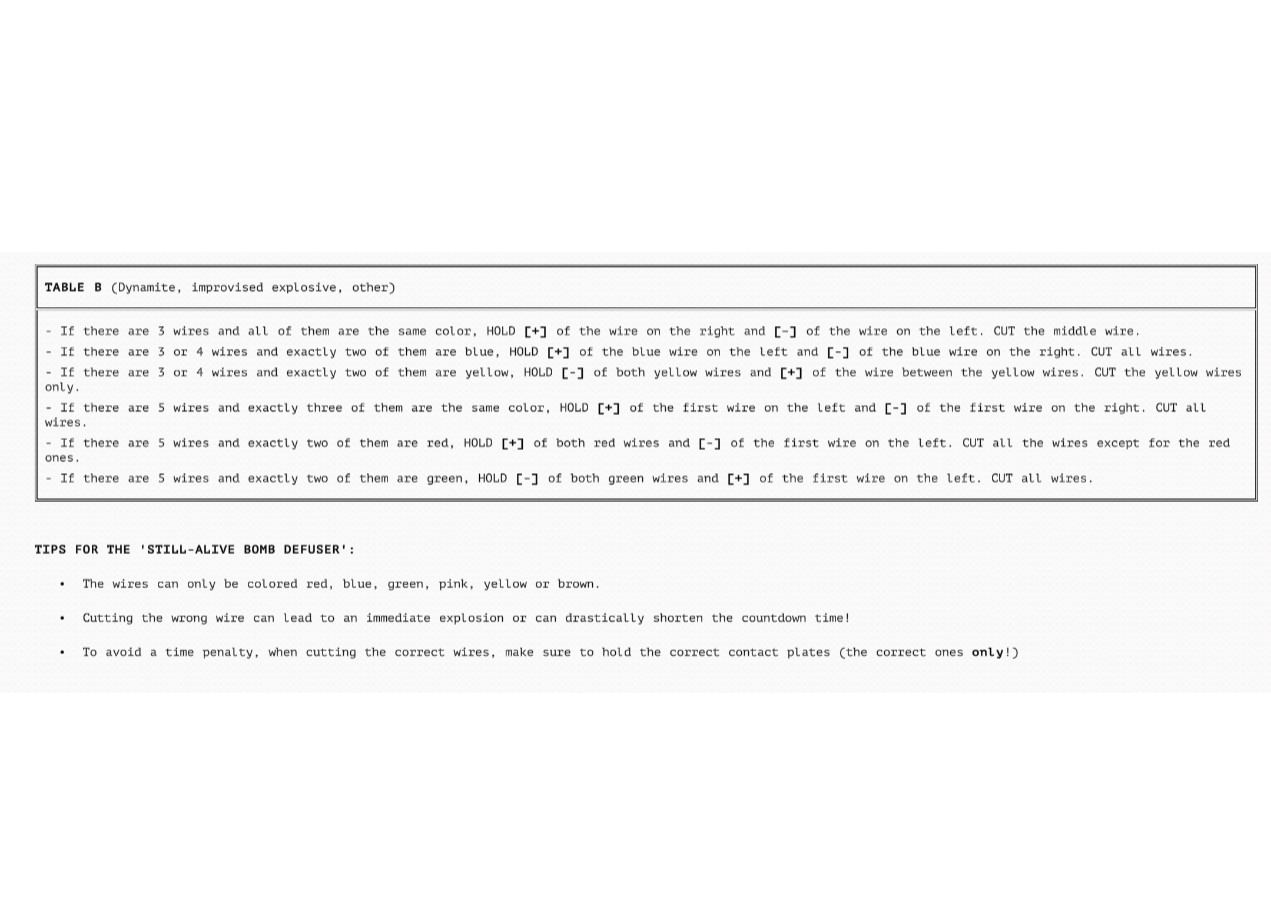 TABLE B (Dynamite, improvised explosive, other)
- If there are 3 wires and all of them are the same color, HOLD [+] of the wire on the right and [-] of the wire on the left. CUT the middle wire.
- If there are 3 or 4 wires and exactly two of them are blue, HOLD [+] of the blue wire on the left and [-] of the blue wire on the right. CUT all wires.
- If there are 3 or 4 wires and exactly two of them are yellow, HOLD [-] of both yellow wires and [+] of the wire between the yellow wires. CUT the yellow wires
only.
- If there are 5 wires and exactly three of them are the same color, HOLD [+] of the first wire on the left and [-] of the first wire on the right. CUT all
wires.
- If there are 5 wires and exactly two of them are red, HOLD [+] of both red wires and [-] of the first wire on the left. CUT all the wires except for the red
ones.
- If there are 5 wires and exactly two of them are green, HOLD [-] of both green wires and [+] of the first wire on the left. CUT all wires.
TIPS FOR THE 'STILL-ALIVE BOMB DEFUSER':
• The wires can only be colored red, blue, green, pink, yellow or brown.
• Cutting the wrong wire can lead to an immediate explosion or can drastically shorten the countdown time!
• To avoid a time penalty, when cutting the correct wires, make sure to hold the correct contact plates (the correct ones only!)